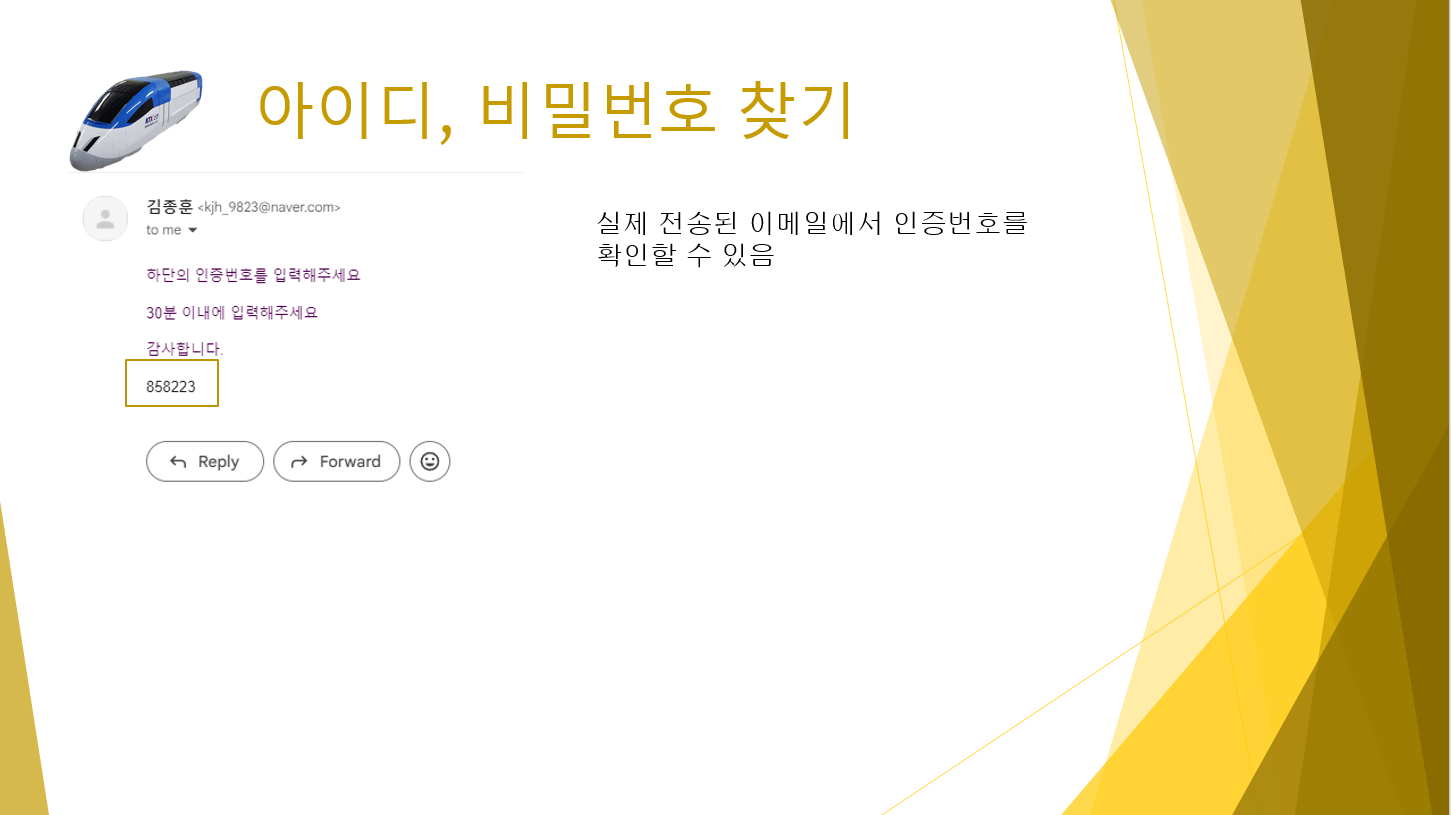 아이디, 비밀번호 찾기
김종훈 <kjh_9823@naver.com>
to me
하단의 인증번호를 입력해주세요
30분 이내에 입력해주세요
감사합니다.
858223
Reply
Forward
실제 전송된 이메일에서 인증번호를
확인할 수 있음